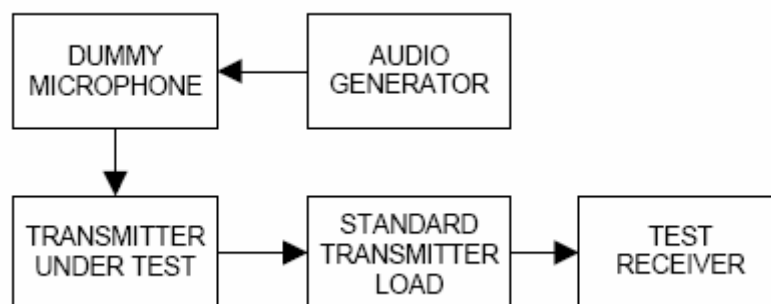 DUMMY
MICROPHONE
AUDIO
GENERATOR
TRANSMITTER
UNDER TEST
STANDARD
TRANSMITTER
LOAD
TEST
RECEIVER